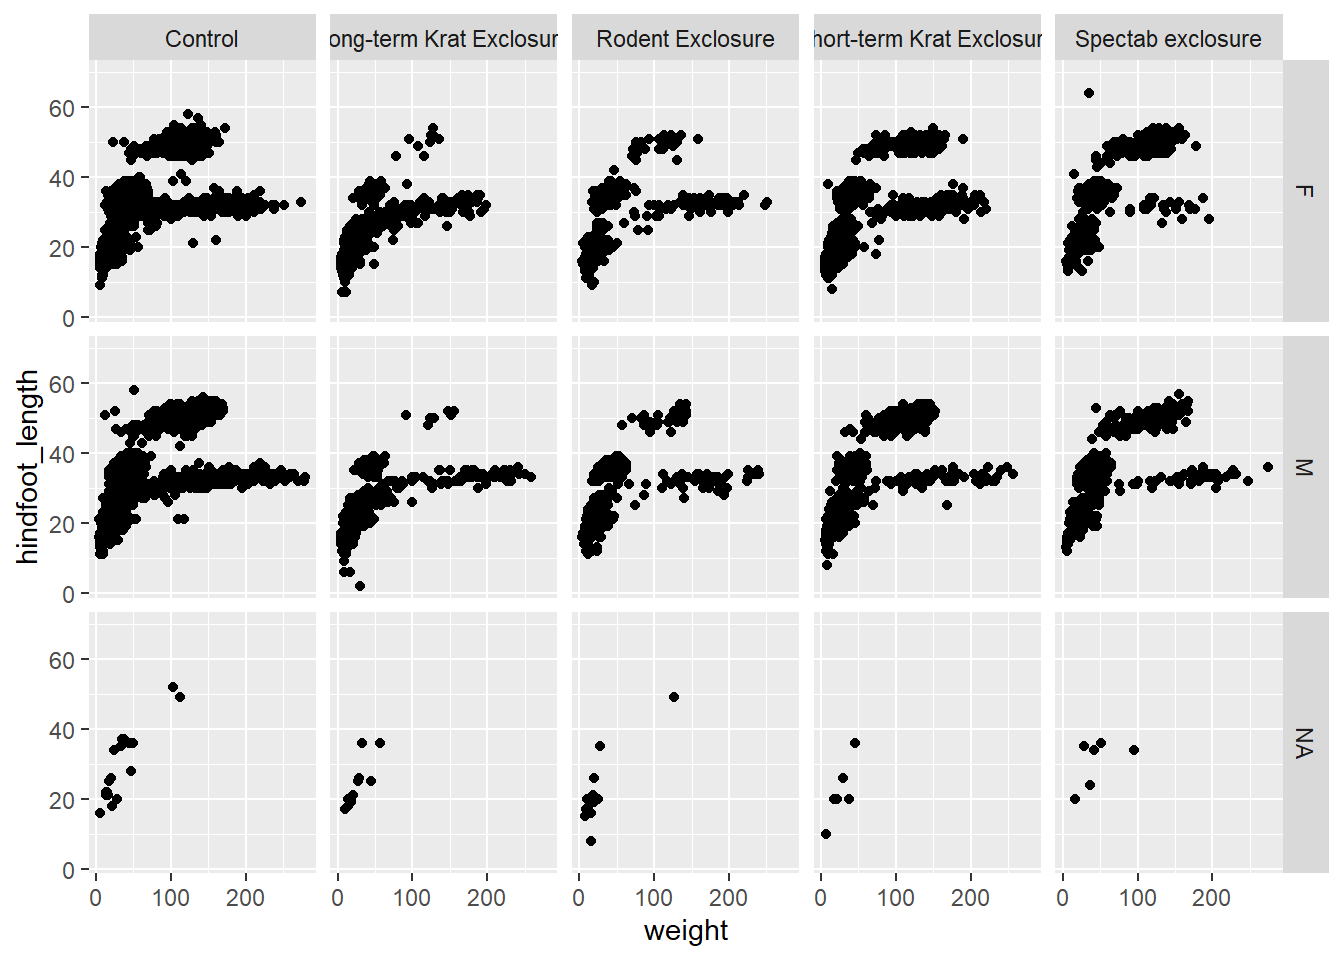 Control
ong-term Krat Exclosur
Rodent Exclosure
hort-term Krat Exclosur
Spectab exclosure
60
40
20
0
F
hindfoot_length
60
40
20
0
M
60
40
20
0
NA
0 100 200
0 100 200
0 100 200
0 100 200
0 100 200
weight